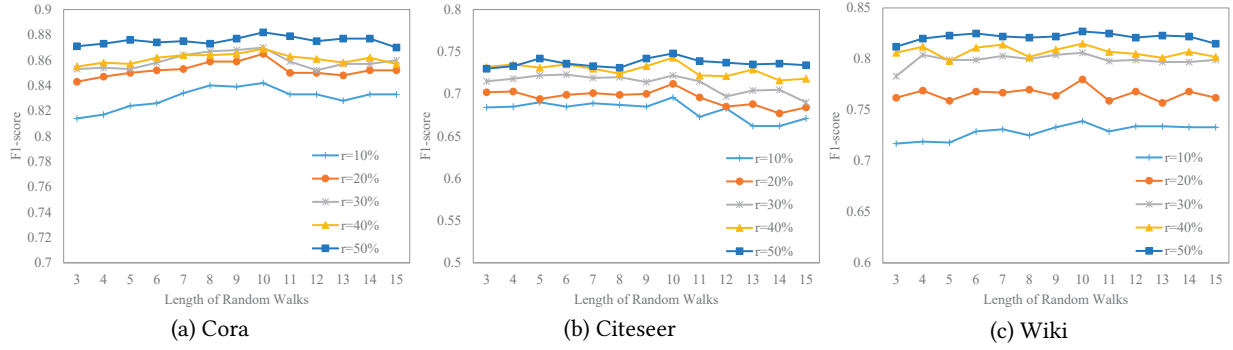 0.9
0.88
0.86
0.84
0.82
0.8
0.78
0.76
0.74
0.72
0.7
F1-score
r=10%
r=20%
r=30%
r=40%
r=50%
3 4 5 6 7 8 9 10 11 12 13 14 15
Length of Random Walks
(a) Cora
0.8
0.75
0.7
0.65
0.6
0.55
0.5
F1-score
r=10%
r=20%
r=30%
r=40%
r=50%
3 4 5 6 7 8 9 10 11 12 13 14 15
Length of Random Walks
(b) Citeseer
0.85
0.8
0.75
0.7
0.65
0.6
F1-score
r=10%
r=20%
r=30%
r=40%
r=50%
3 4 5 6 7 8 9 10 11 12 13 14 15
Length of Random Walks
(c) Wiki